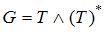 G = T ∧ (T)*